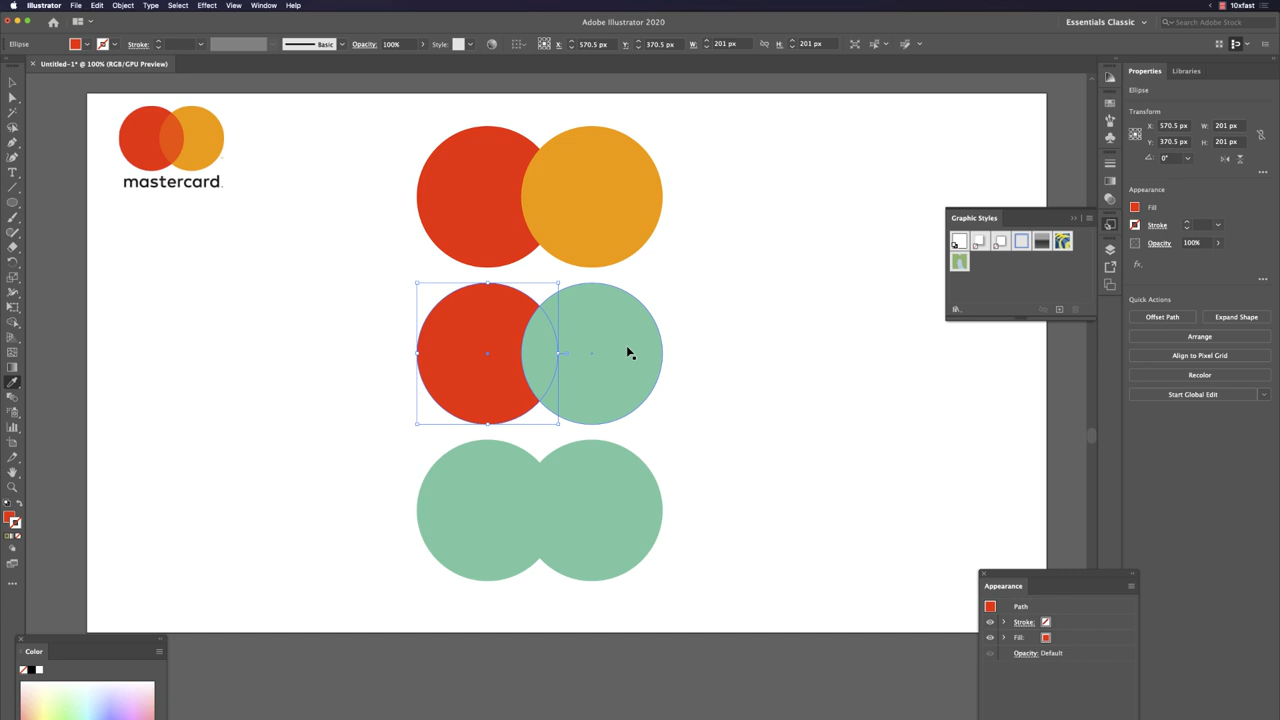 Illustrator File Edit Object Type Select Effect View Window Help
10xfast
Adobe Illustrator 2020
Essentials Classic
Search Adobe Stock
Ellipse
Stroke:
Basic
Opacity: 100%
Style:
X: 570.5 px
Y: 370.5 px
W: 201 px
H: 201 px
Untitled-1* @ 100% (RGB/GPU Preview)
mastercard.
Properties Libraries
Ellipse
Transform
X: 570.5 px W: 201 px
Y: 370.5 px H: 201 px
0°
Appearance
Fill
Stroke
Opacity 100%
fx.
Quick Actions
Offset Path Expand Shape
Arrange
Align to Pixel Grid
Recolor
Start Global Edit
Graphic Styles
Appearance
Path
Stroke:
Fill:
Opacity: Default
Color